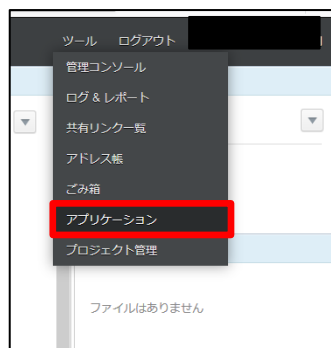 ツール ログアウト
管理コンソール
ログ & レポート
共有リンク一覧
アドレス帳
ごみ箱
アプリケーション
プロジェクト管理
ファイルはありません